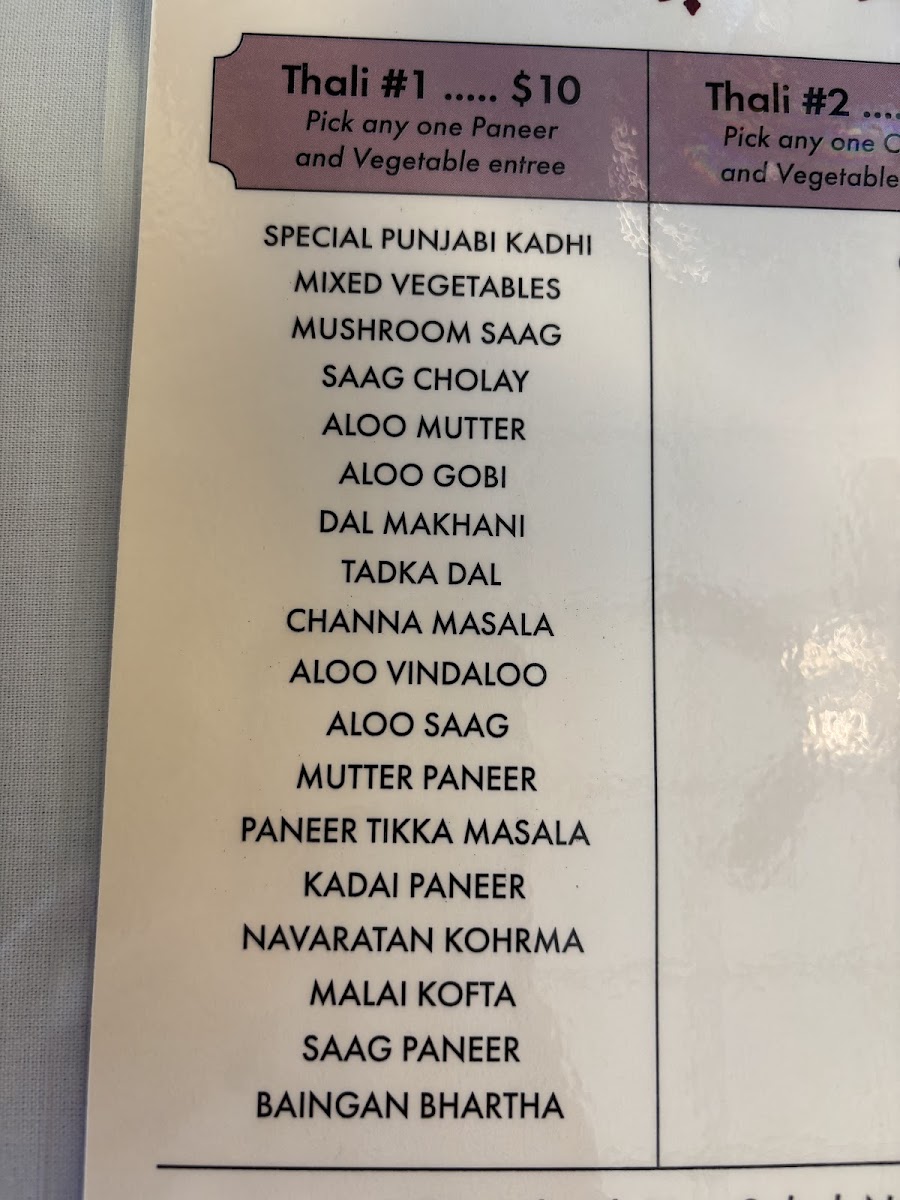 Thali #1 ..... $10
Pick any one Paneer
and Vegetable entree
SPECIAL PUNJABI KADHI
MIXED VEGETABLES
MUSHROOM SAAG
SAAG CHOLAY
ALOO MUTTER
ALOO GOBI
DAL MAKHANI
TADKA DAL
CHANNA MASALA
ALOO VINDALOO
ALOO SAAG
MUTTER PANEER
PANEER TIKKA MASALA
KADAI PANEER
NAVARATAN KOHRMA
MALAI KOFTA
SAAG PANEER
BAINGAN BHARTHA
Thali #2 ....
Pick any one
and Vegetable